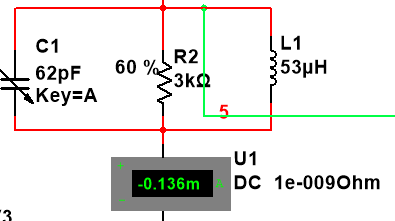 C1
62pF
Key=A
60 %
R2
3kΩ
L1
53µH
5
U1
DC 1e-009Ohm
+
-0.136m
A
-